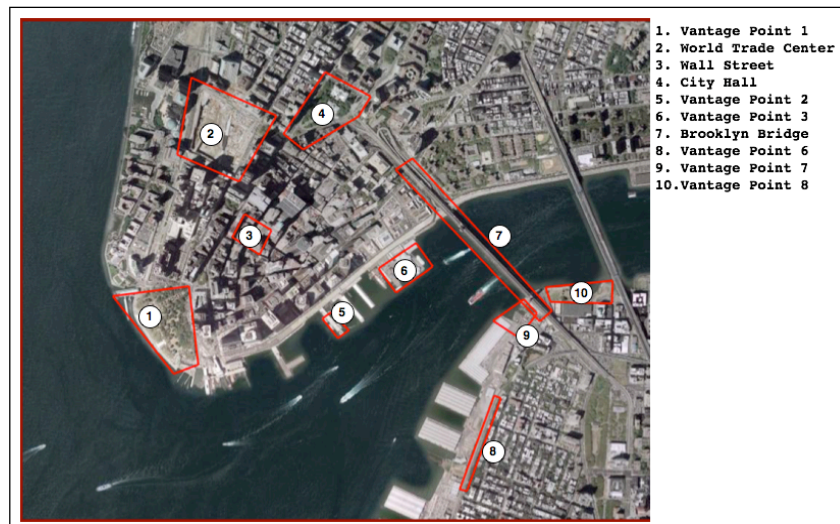 1. Vantage Point 1
2. World Trade Center
3. Wall Street
4. City Hall
5. Vantage Point 2
6. Vantage Point 3
7. Brooklyn Bridge
8. Vantage Point 6
9. Vantage Point 7
10.Vantage Point 8
4
2
3
7
6
10
1
5
9
8